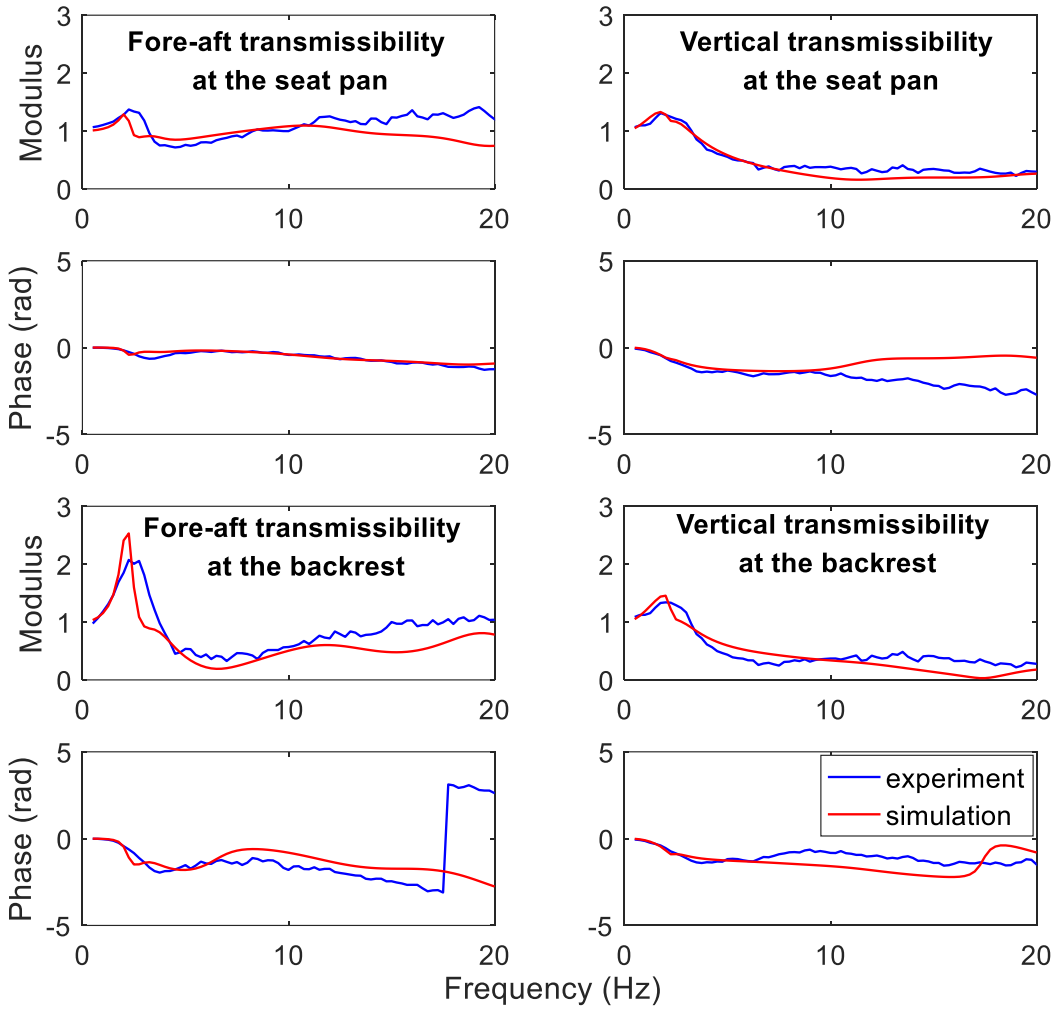 3
2
1
0
Modulus
Fore-aft transmissibility
at the seat pan
0 10 20
3
2
1
0
Vertical transmissibility
at the seat pan
0 10 20
5
0
-5
Phase (rad)
0 10 20
5
0
-5
0 10 20
3
2
1
0
Modulus
Fore-aft transmissibility
at the backrest
0 10 20
3
2
1
0
Vertical transmissibility
at the backrest
0 10 20
5
0
-5
Phase (rad)
0 10 20
5
0
-5
experiment
simulation
0 10 20
Frequency (Hz)